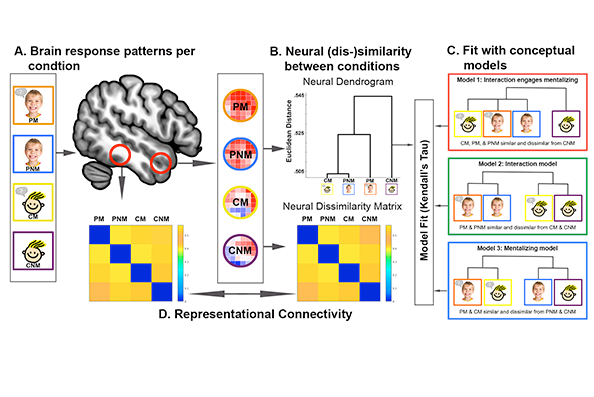 A. Brain response patterns per
condtion
B. Neural (dis-)similarity
between conditions
C. Fit with conceptual
models
PM
PNM
CM
CNM
PM
PNM
CM
CNM
Neural Dendrogram
Euclidean Distance
.545
.525
.505
CM PNM PM CNM
Neural Dissimilarity Matrix
PM PNM CM CNM
PM PNM CM CNM
D. Representational Connectivity
Model Fit (Kendall's Tau)
Model 1: Interaction engages mentalizing
CM, PM, & PNM similar and dissimilar from CNM
Model 2: Interaction model
PM & PNM similar and dissimilar from CM & CNM
Model 3: Mentalizing model
PM & CM similar and dissimilar from PNM & CNM